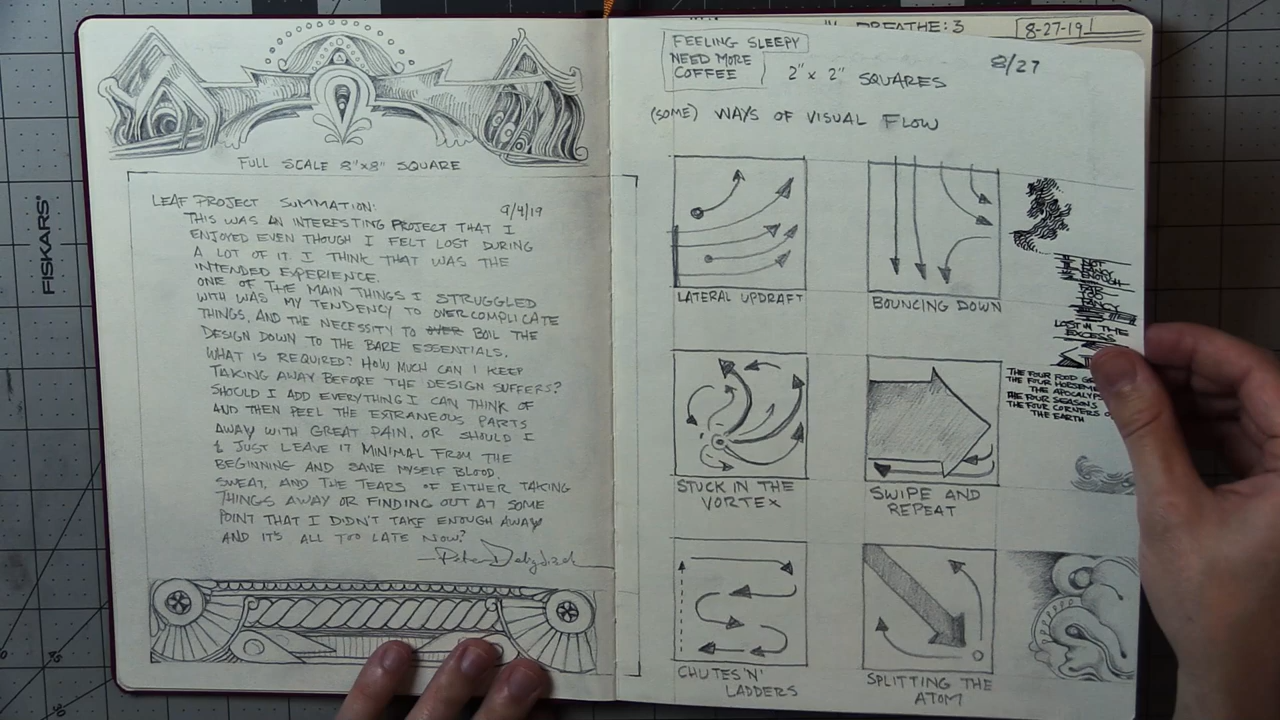 FULL SCALE 8"x8" SQUARE
LEAF PROJECT SUMMATION:
9/4/19
THIS WAS AN INTERESTING PROJECT THAT I
ENJOYED EVEN THOUGH I FELT LOST DURING
A LOT OF IT. I THINK THAT WAS THE
INTENDED EXPERIENCE.
ONE OF THE MAIN THINGS I STRUGGLED
WITH WAS MY TENDENCY TO OVERCOMPLICATE
THINGS, AND THE NECESSITY TO OVER BOIL THE
DESIGN DOWN TO THE BARE ESSENTIALS.
WHAT IS REQUIRED? HOW MUCH CAN I KEEP
TAKING AWAY BEFORE THE DESIGN SUFFERS?
SHOULD I ADD EVERYTHING I CAN THINK OF
AND THEN PEEL THE EXTRANEOUS PARTS
AWAY WITH GREAT PAIN, OR SHOULD I
& JUST LEAVE IT MINIMAL FROM THE
BEGINNING AND SAVE MYSELF BLOOD,
SWEAT, AND THE TEARS OF EITHER TAKING
THINGS AWAY OR FINDING OUT AT SOME
POINT THAT I DIDN'T TAKE ENOUGH AWAY
AND IT'S ALL TOO LATE NOW?
FISKARS
BREATHE: 3
8-27-19
FEELING SLEEPY
NEED MORE
COFFEE
2" x 2" SQUARES
8/27
(SOME) WAYS OF VISUAL FLOW
LATERAL UPDRAFT
BOUNCING DOWN
STUCK IN THE
VORTEX
SWIPE AND
REPEAT
CHUTES 'N'
LADDERS
SPLITTING THE
ATOM
LOST IN THE
THE FOUR FOOD
THE FOUR HORSEM
THE APOCALYP
THE FOUR SEASONS
THE FOUR CORNERS O
THE EARTH